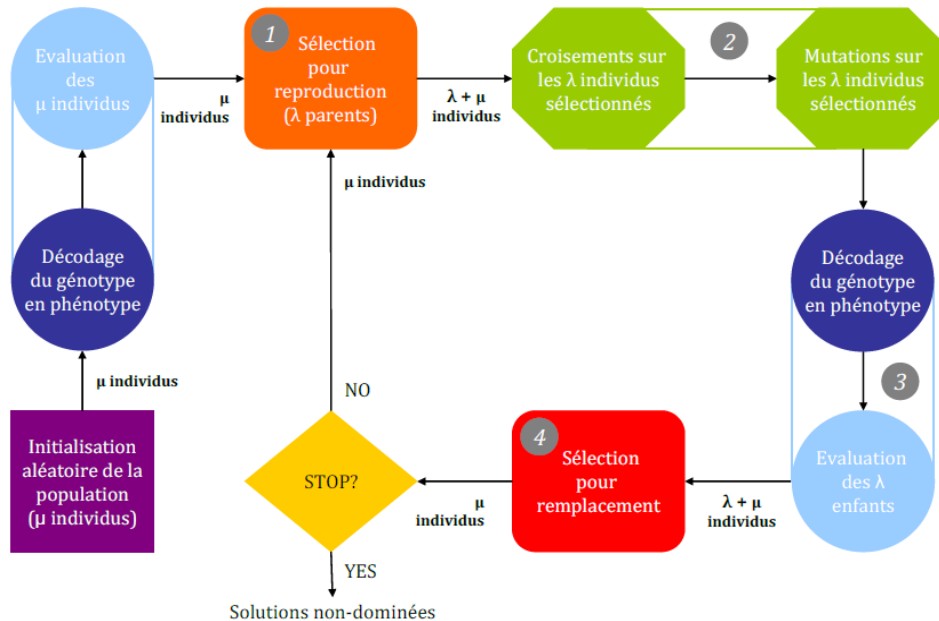 Evaluation
des
µ individus
µ
individus
1
Sélection
pour
reproduction
(λ parents)
λ + µ
individus
Croisements sur
les λ individus
sélectionnés
2
Mutations sur
les λ individus
sélectionnés
Décodage
du génotype
en phénotype
µ individus
Initialisation
aléatoire de la
population
(µ individus)
µ individus
NO
STOP?
YES
Solutions non-dominées
µ
individus
4
Sélection
pour
remplacement
λ + µ
individus
Décodage
du génotype
en phénotype
3
Evaluation
des λ
enfants